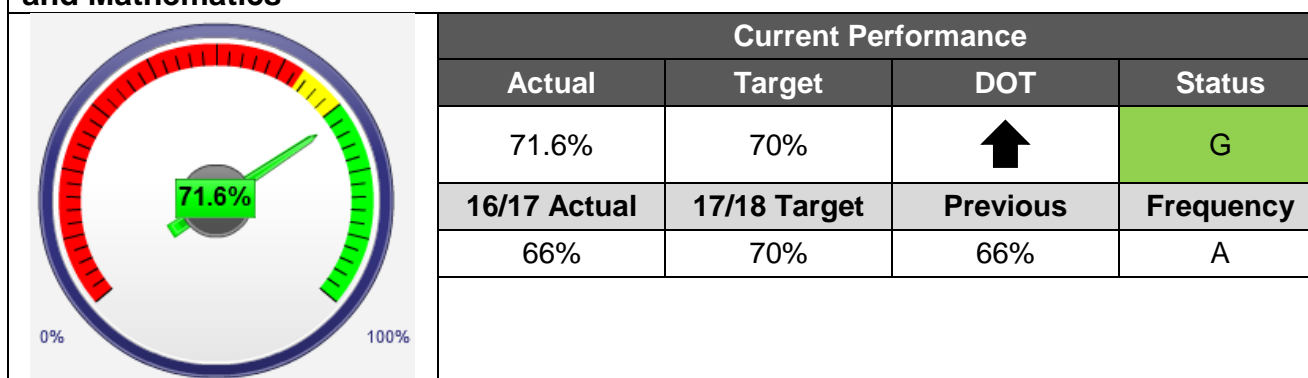 and Mathematics
Current Performance
Actual Target DOT Status
71.6% 70% G
16/17 Actual 17/18 Target Previous Frequency
66% 70% 66% A
71.6%
0% 100%